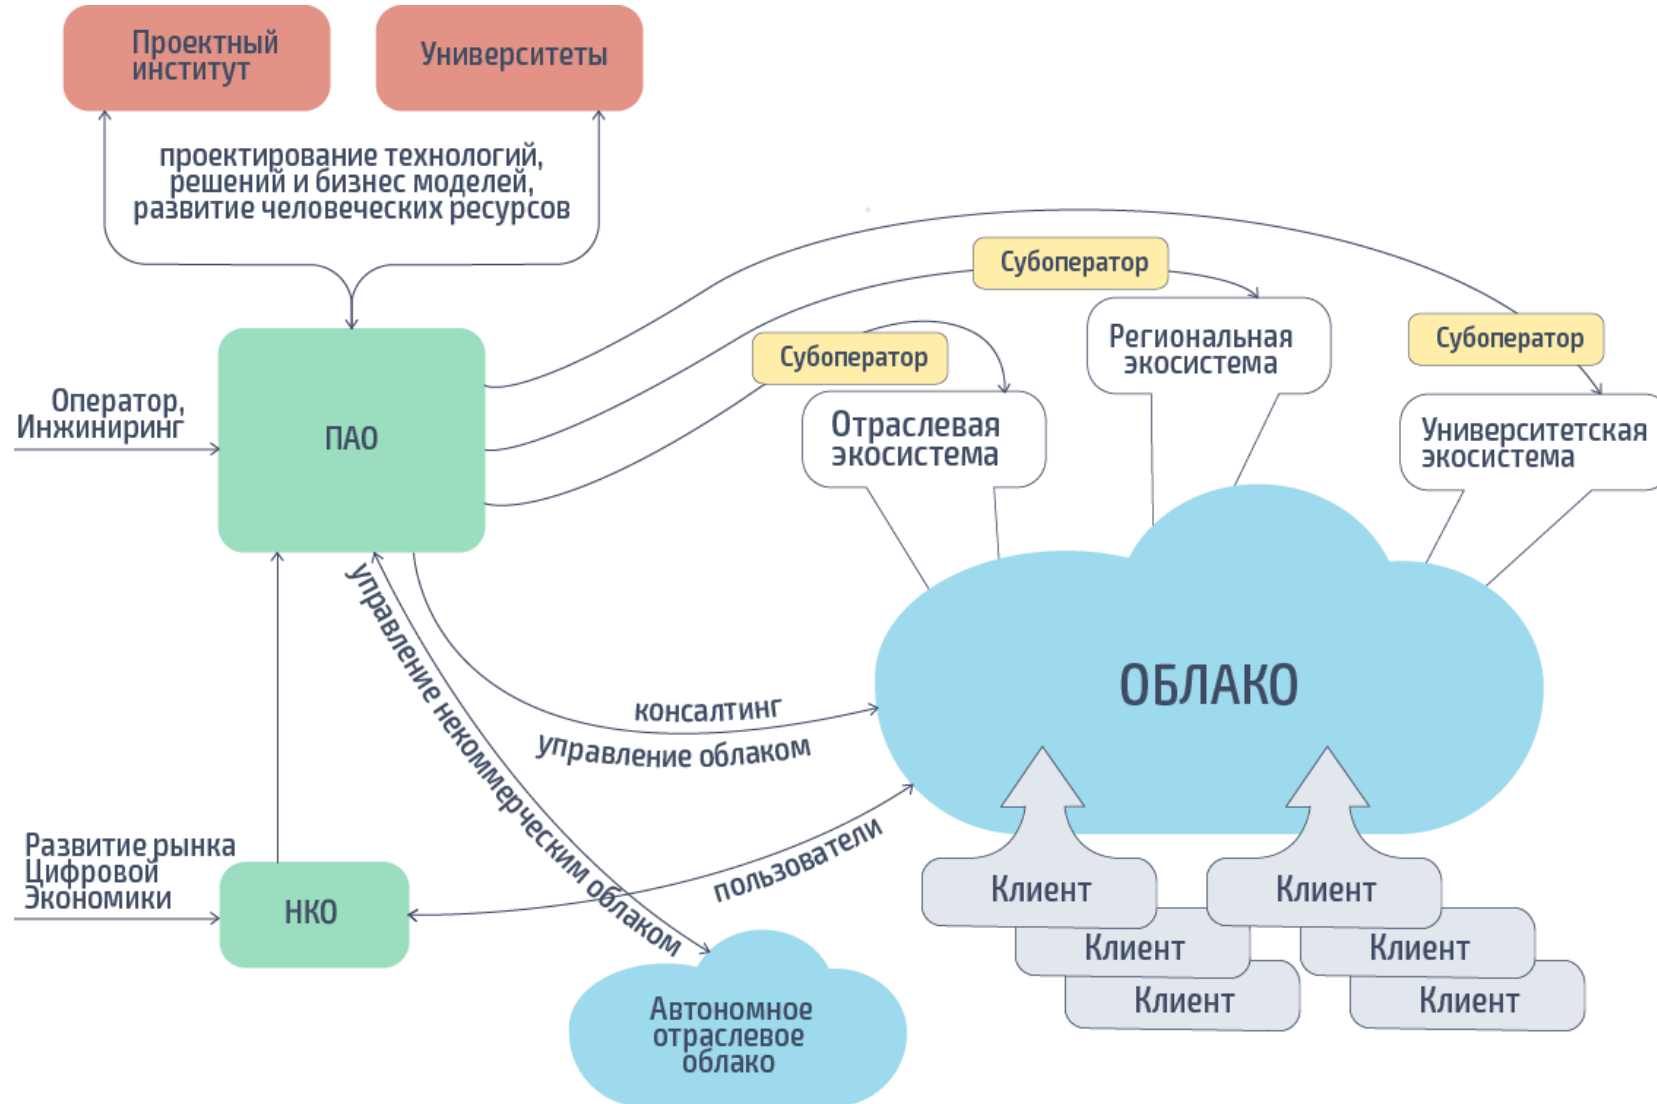 Проектный
институт
Университеты
проектирование технологий,
решений и бизнес моделей,
развитие человеческих ресурсов
Субоператор
Субоператор
Субоператор
Региональная
экосистема
Отраслевая
экосистема
Университетская
экосистема
Оператор,
Инжиниринг
ПАО
ОБЛАКО
консалтинг
управление облаком
управление некоммерческим облаком
пользователи
Развитие рынка
Цифровой
Экономики
НКО
Клиент
Клиент
Клиент
Клиент
Клиент
Клиент
Автономное
отраслевое
облако